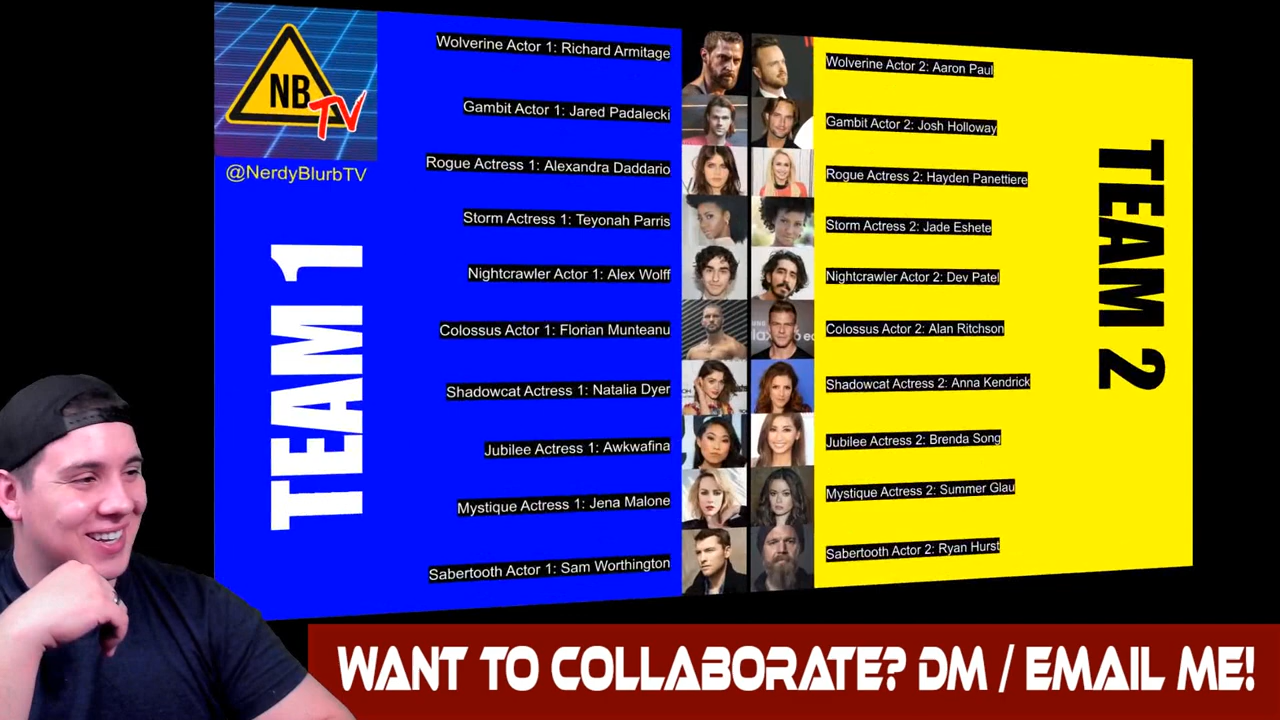 NB
TV
@NerdyBlurbTV
TEAM 1
Wolverine Actor 1: Richard Armitage
Gambit Actor 1: Jared Padalecki
Rogue Actress 1: Alexandra Daddario
Storm Actress 1: Teyonah Parris
Nightcrawler Actor 1: Alex Wolff
Colossus Actor 1: Florian Munteanu
Shadowcat Actress 1: Natalia Dyer
Jubilee Actress 1: Awkwafina
Mystique Actress 1: Jena Malone
Sabertooth Actor 1: Sam Worthington
Wolverine Actor 2: Aaron Paul
Gambit Actor 2: Josh Holloway
Rogue Actress 2: Hayden Panettiere
Storm Actress 2: Jade Eshete
Nightcrawler Actor 2: Dev Patel
Colossus Actor 2: Alan Ritchson
Shadowcat Actress 2: Anna Kendrick
Jubilee Actress 2: Brenda Song
Mystique Actress 2: Summer Glau
Sabertooth Actor 2: Ryan Hurst
TEAM 2
WANT TO COLLABORATE? DM / EMAIL ME!